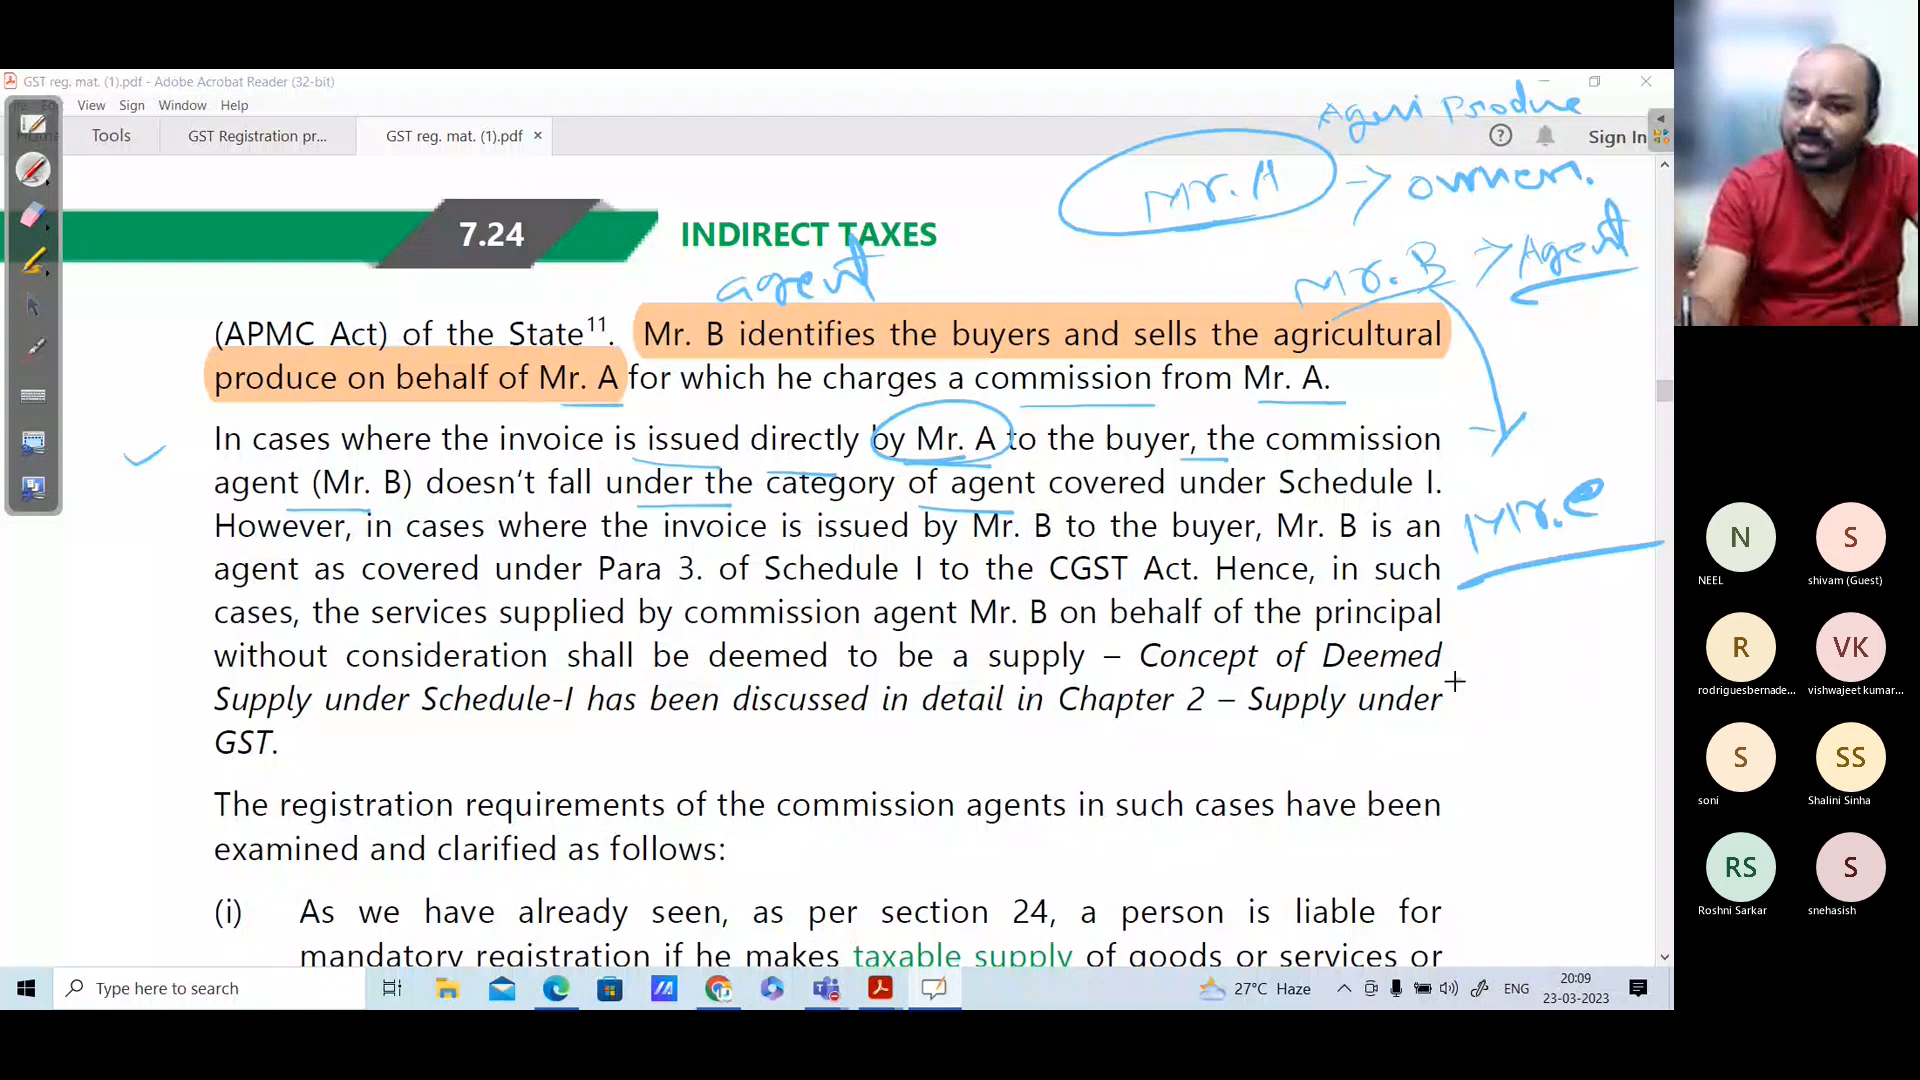 GST reg. mat. (1).pdf - Adobe Acrobat Reader (32-bit)
View Sign Window Help
Tools GST Registration pr... GST reg. mat. (1).pdf × Sign In
Mr. A -> owner.
Mr. B > Agent
7.24 INDIRECT TAXES
agent
(APMC Act) of the State11. Mr. B identifies the buyers and sells the agricultural
produce on behalf of Mr. A for which he charges a commission from Mr. A.
In cases where the invoice is issued directly by Mr. A to the buyer, the commission
agent (Mr. B) doesn’t fall under the category of agent covered under Schedule I.
However, in cases where the invoice is issued by Mr. B to the buyer, Mr. B is an
agent as covered under Para 3. of Schedule I to the CGST Act. Hence, in such
cases, the services supplied by commission agent Mr. B on behalf of the principal
without consideration shall be deemed to be a supply – Concept of Deemed
Supply under Schedule-I has been discussed in detail in Chapter 2 – Supply under
GST.
The registration requirements of the commission agents in such cases have been
examined and clarified as follows:
(i) As we have already seen, as per section 24, a person is liable for
mandatory registration if he makes taxable supply of goods or services or
N
NEEL
S
shivam (Guest)
R
rodriguesbernade...
VK
vishwajeet kumar...
S
soni
SS
Shalini Sinha
RS
Roshni Sarkar
S
snehasish
Type here to search
27°C Haze
ENG
20:09
23-03-2023